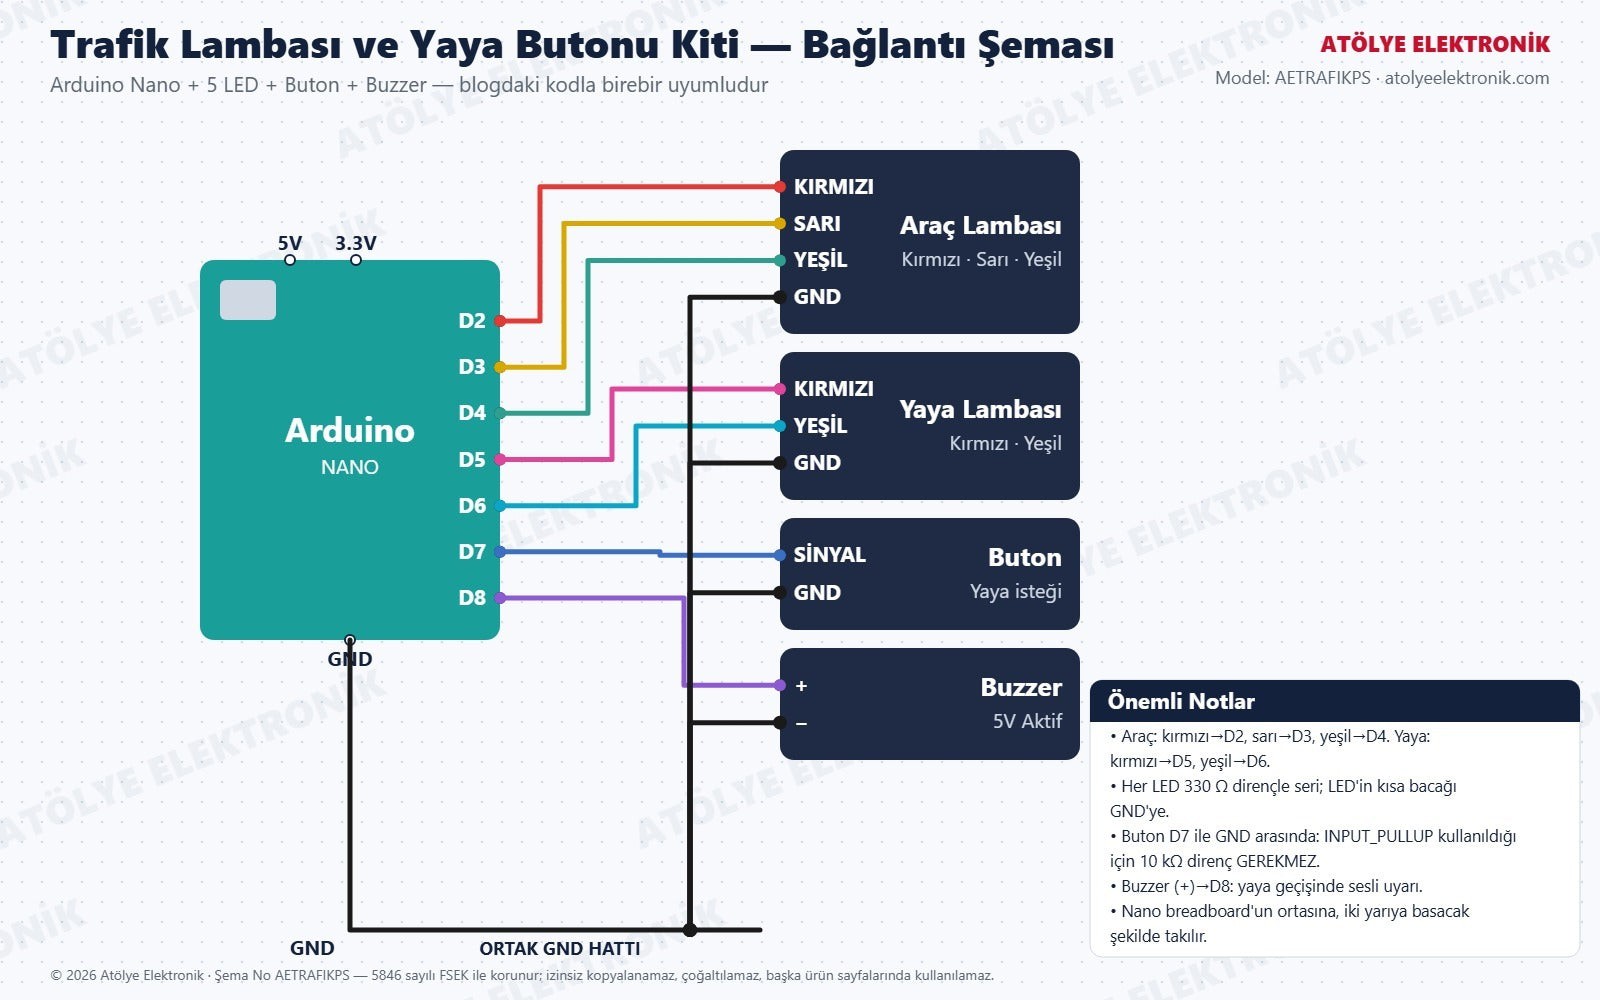 Trafik Lambası ve Yaya Butonu Kiti — Bağlantı Şeması
ATÖLYE ELEKTRONİK
Arduino Nano + 5 LED + Buton + Buzzer — blogdaki kodla birebir uyumludur
Model: AETRAFIKPS · atolyeelektronik.com
5V
3.3V
D2
D3
D4
D5
D6
D7
D8
Arduino
NANO
GND
KIRMIZI
SARI
YEŞİL
GND
Araç Lambası
Kırmızı · Sarı · Yeşil
KIRMIZI
YEŞİL
GND
Yaya Lambası
Kırmızı · Yeşil
SİNYAL
GND
Buton
Yaya isteği
+
–
Buzzer
5V Aktif
Önemli Notlar
• Araç: kırmızı→D2, sarı→D3, yeşil→D4. Yaya:
kırmızı→D5, yeşil→D6.
• Her LED 330 Ω dirençle seri; LED'in kısa bacağı
GND'ye.
• Buton D7 ile GND arasında: INPUT_PULLUP kullanıldığı
için 10 kΩ direnç GEREKMEZ.
• Buzzer (+)→D8: yaya geçişinde sesli uyarı.
• Nano breadboard'un ortasına, iki yarıya basacak
şekilde takılır.
GND
ORTAK GND HATTI
© 2026 Atölye Elektronik · Şema No AETRAFIKPS — 5846 sayılı FSEK ile korunur; izinsiz kopyalanamaz, çoğaltılamaz, başka ürün sayfalarında kullanılamaz.